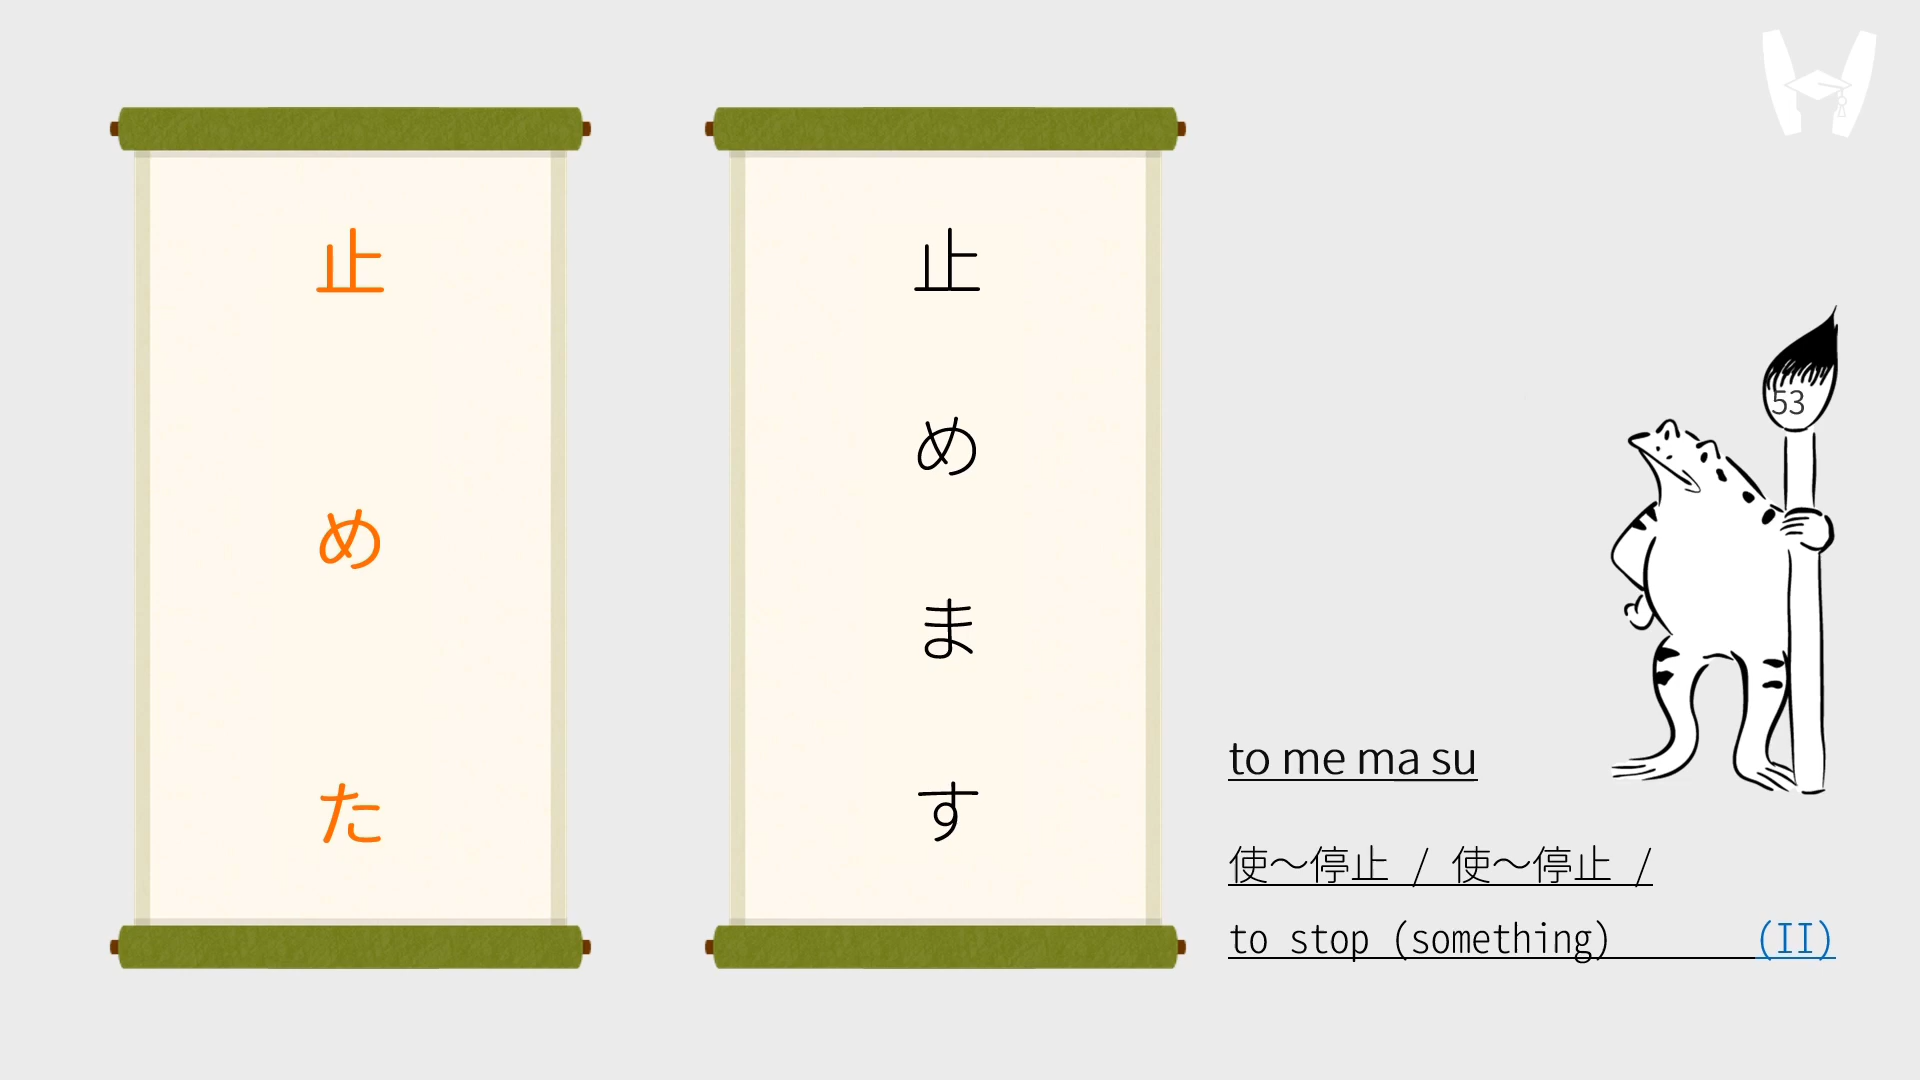 止めた
止めます
53
to me ma su
使～停止 / 使～停止 /
to stop (something) (II)